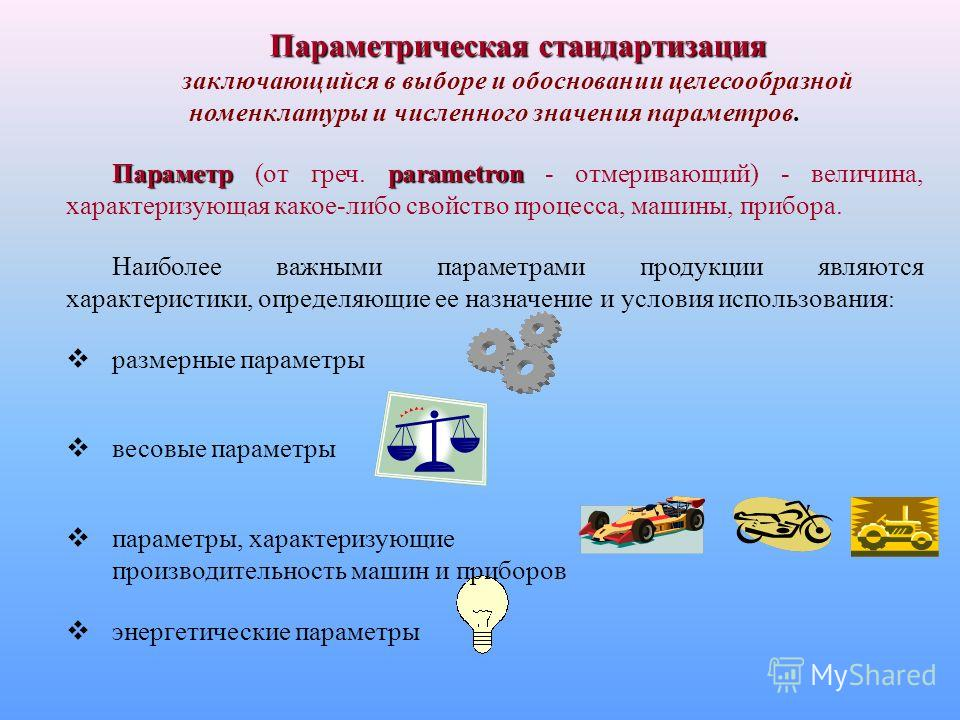 Параметрическая стандартизация
заключающийся в выборе и обосновании целесообразной
номенклатуры и численного значения параметров.
Параметр (от греч. parametron - отмеривающий) - величина,
характеризующая какое-либо свойство процесса, машины, прибора.
Наиболее важными параметрами продукции являются
характеристики, определяющие ее назначение и условия использования:
❖ размерные параметры
❖ весовые параметры
❖ параметры, характеризующие
производительность машин и приборов
❖ энергетические параметры
MyShared